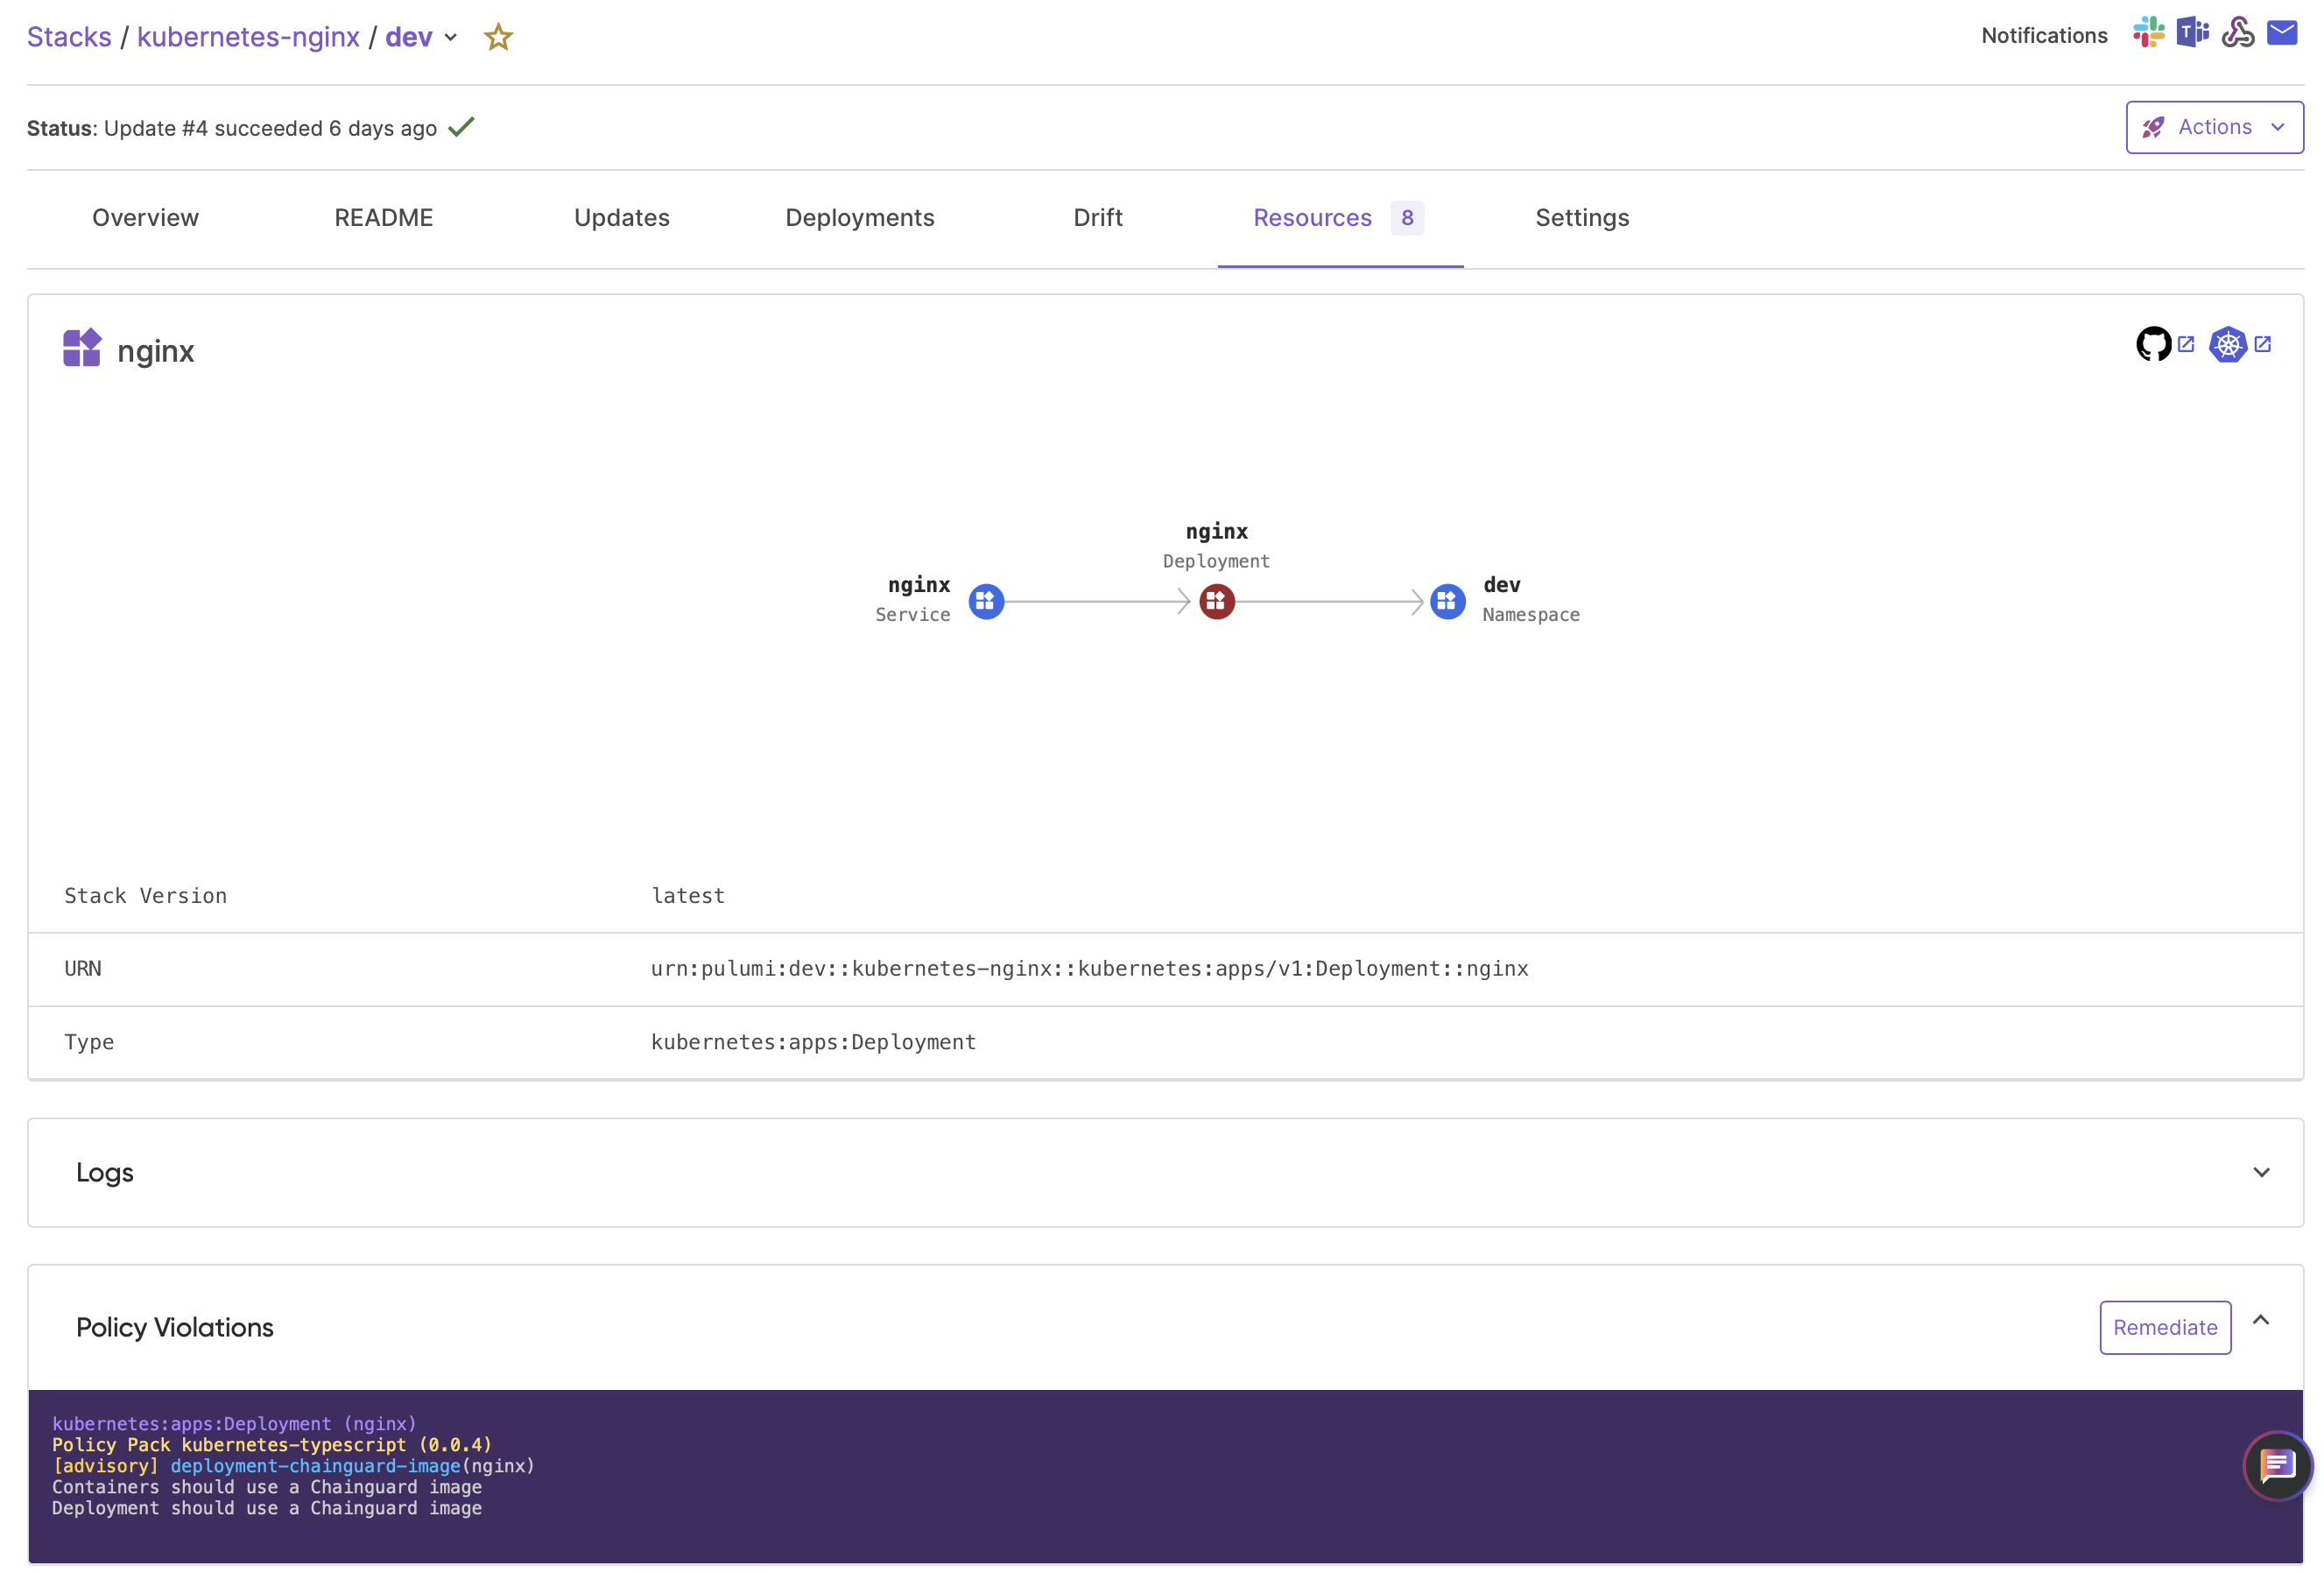 Stacks / kubernetes-nginx / dev
Notifications
Status: Update #4 succeeded 6 days ago
Actions
Overview README Updates Deployments Drift Resources 8 Settings
nginx
nginx
Deployment
nginx
Service
dev
Namespace
Stack Version latest
URN urn:pulumi:dev::kubernetes-nginx::kubernetes:apps/v1:Deployment::nginx
Type kubernetes:apps:Deployment
Logs
Policy Violations
Remediate
kubernetes:apps:Deployment (nginx)
Policy Pack kubernetes-typescript (0.0.4)
[advisory] deployment-chainguard-image(nginx)
Containers should use a Chainguard image
Deployment should use a Chainguard image